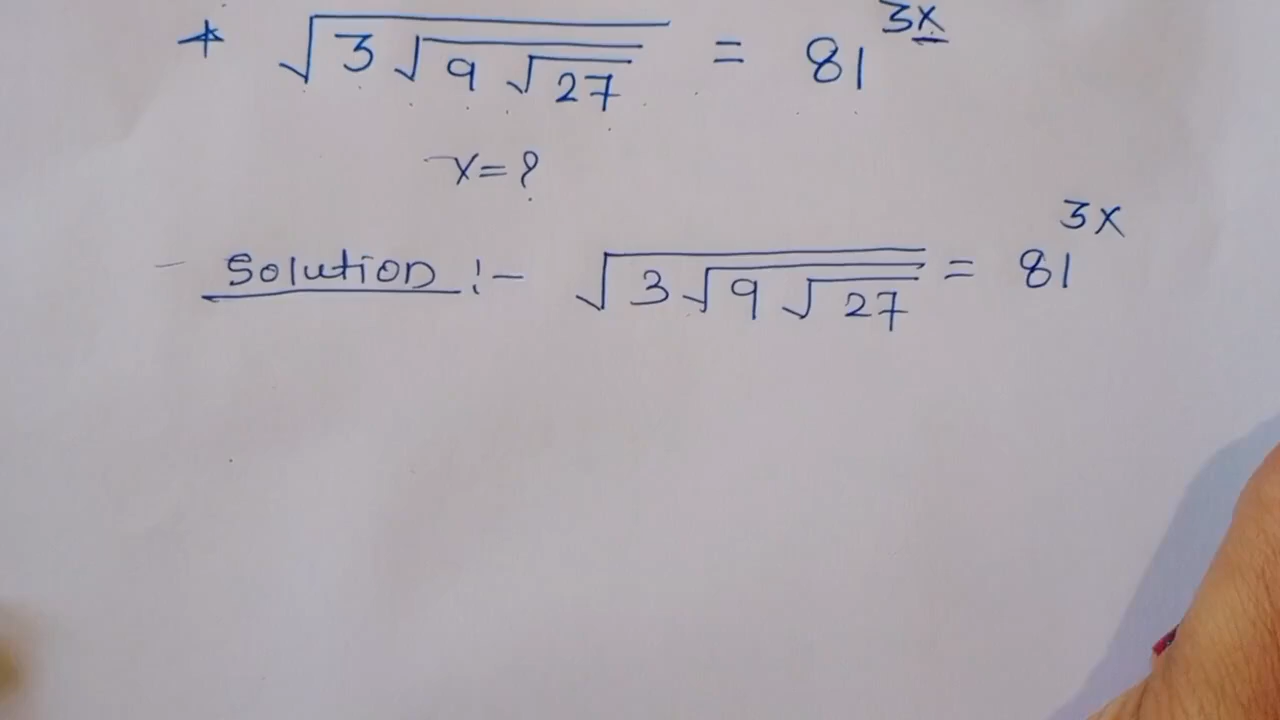 * √3√9√27 = 81^3x
x = ?
Solution :- √3√9√27 = 81^3x